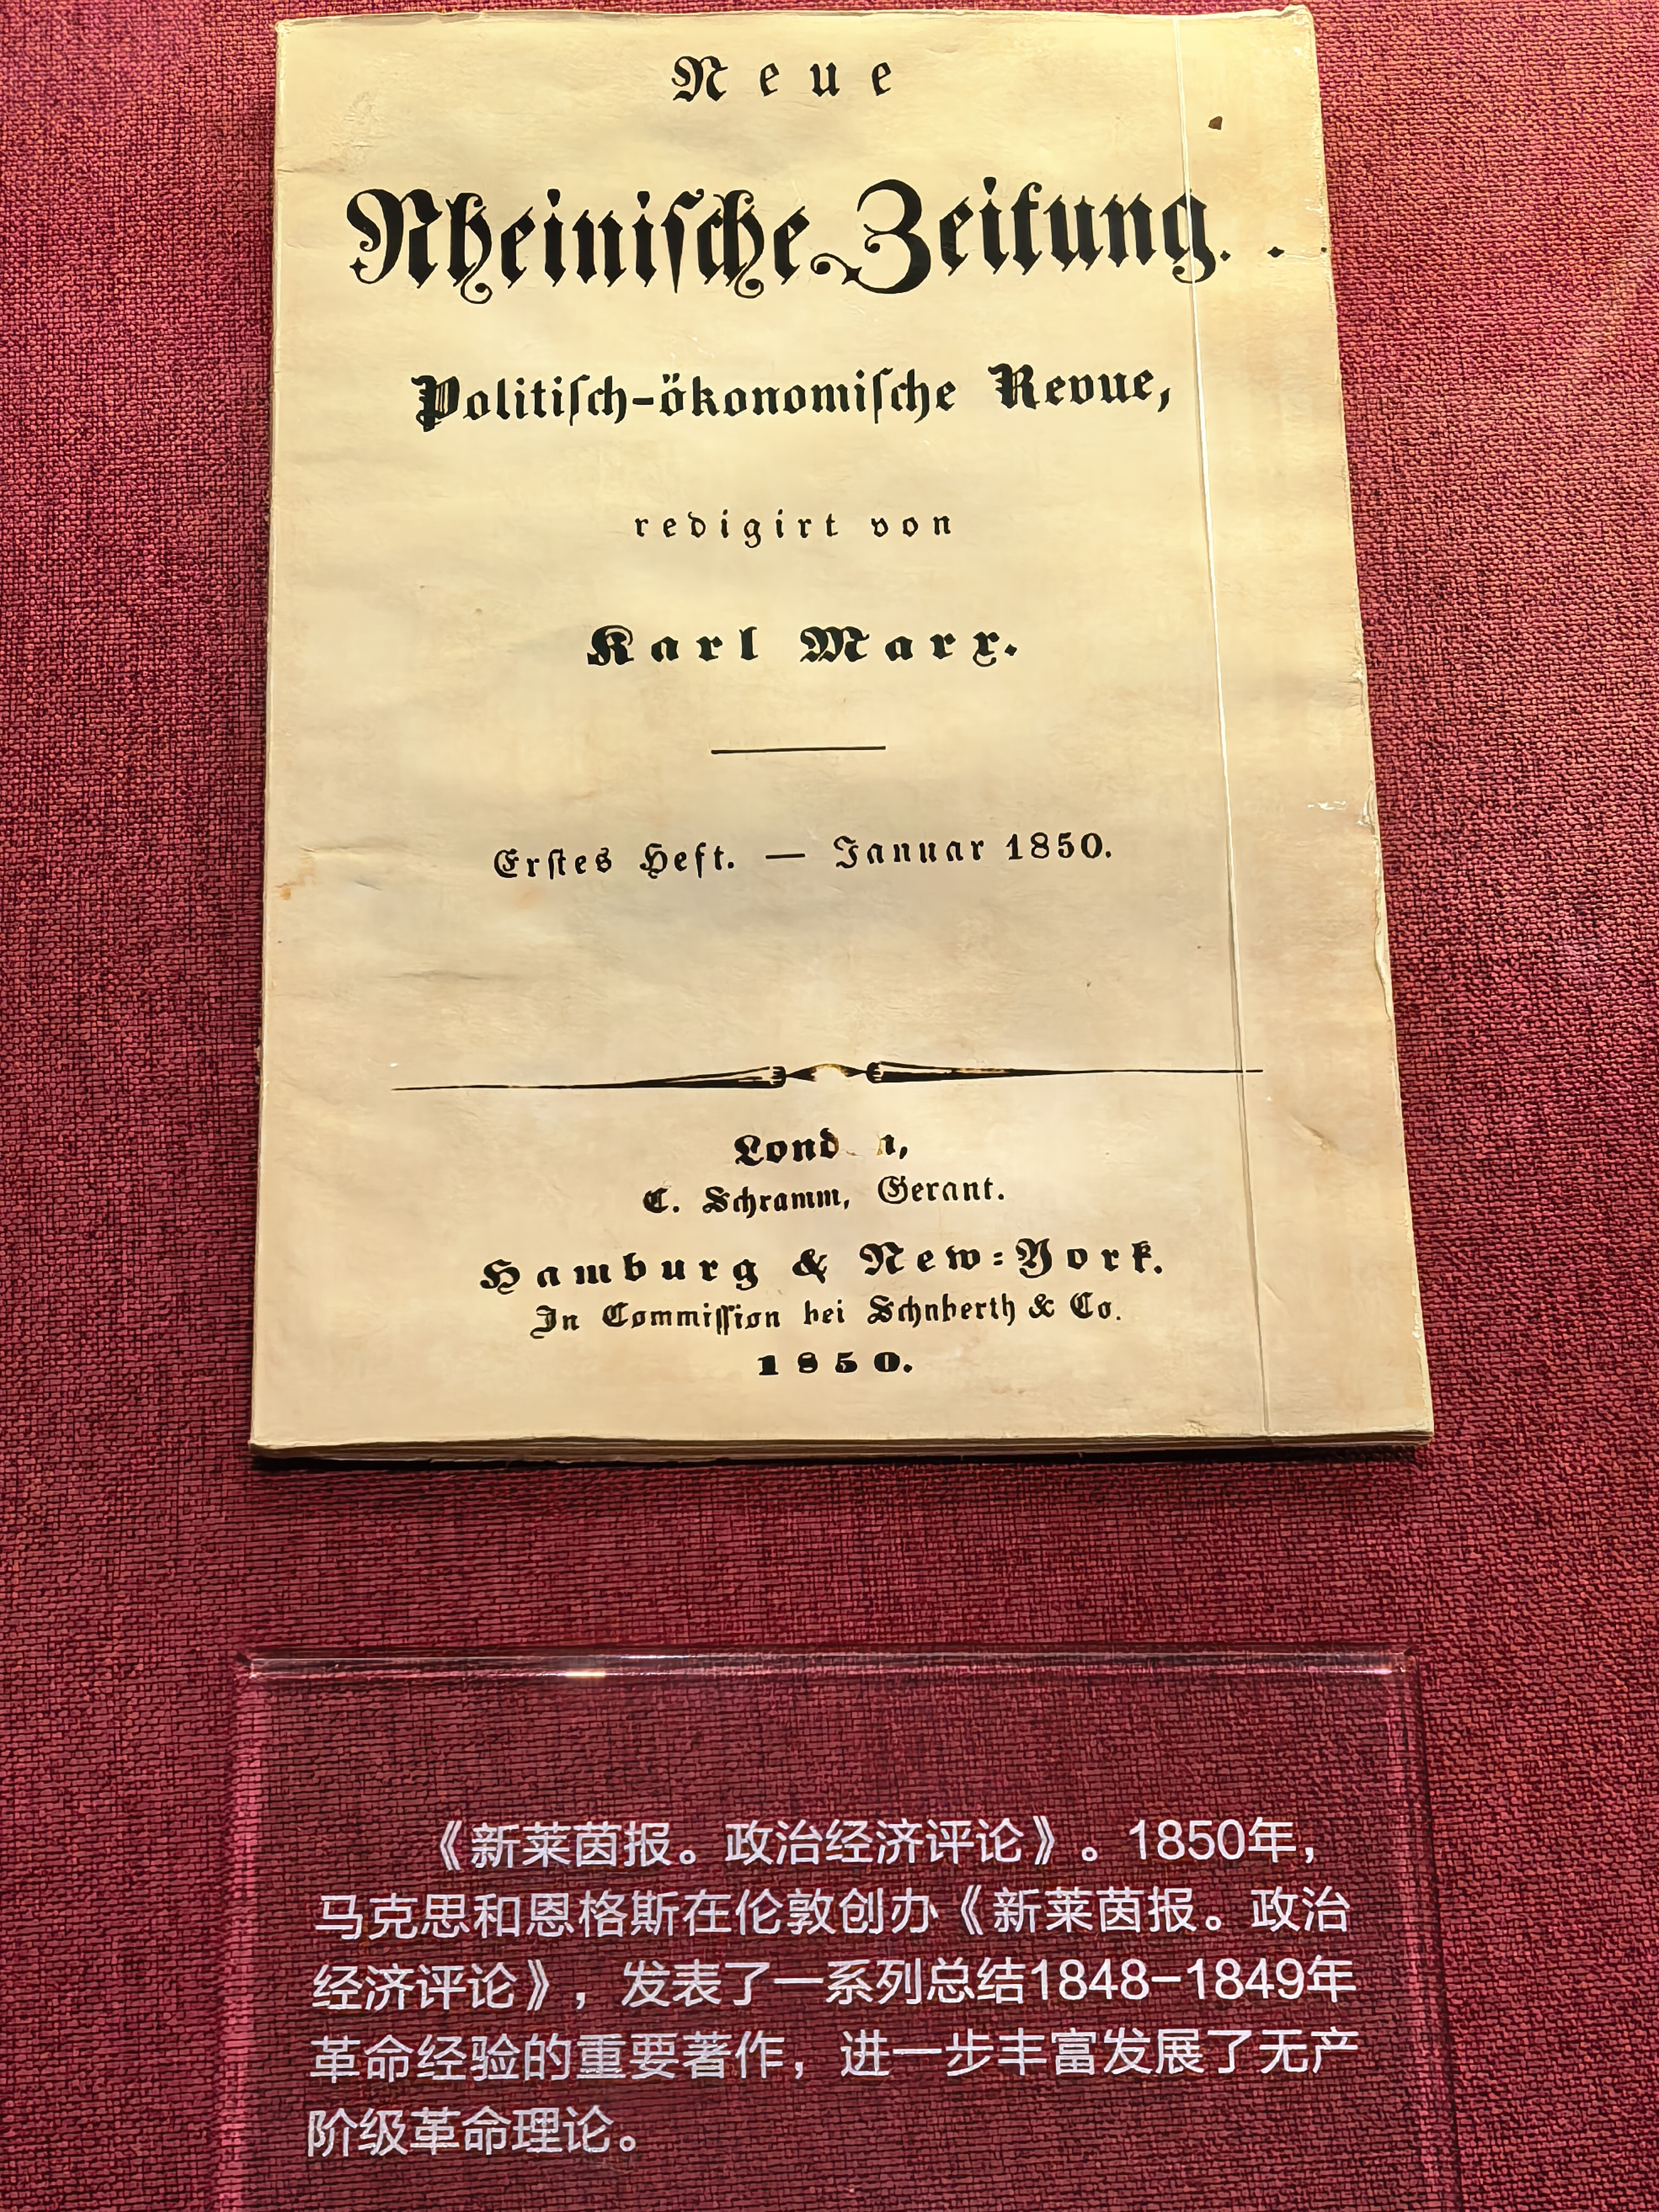 Neue
Rheinische Zeitung.
Politisch-ökonomische Revue,
redigirt von
Karl Marx.
Erstes Heft. — Januar 1850.
C. Schramm, Gerant.
Hamburg & New-York.
In Commission bei & Co.
1850.
《新莱茵报。政治经济评论》。1850年，
马克思和恩格斯在伦敦创办《新莱茵报。政治
经济评论》，发表了一系列总结1848-1849年
革命经验的重要著作，进一步丰富发展了无产
阶级革命理论。